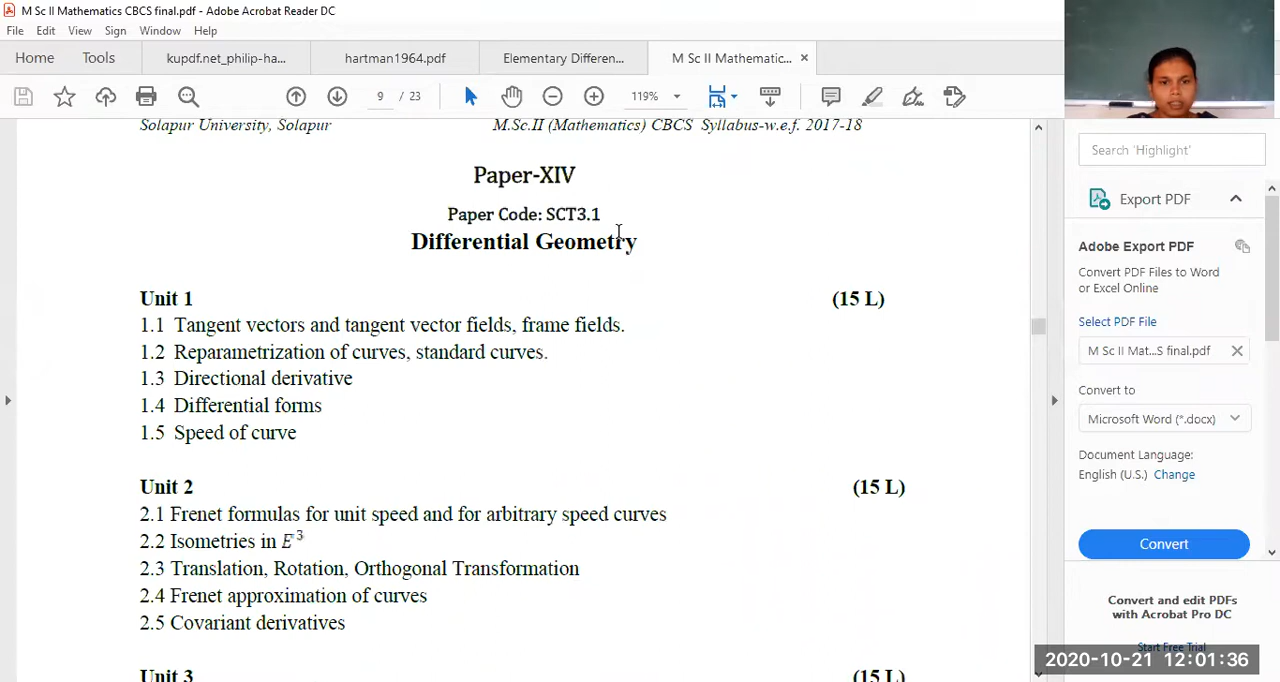 M Sc II Mathematics CBCS final.pdf - Adobe Acrobat Reader DC
File Edit View Sign Window Help
Home Tools kupdf.net_philip-ha... hartman1964.pdf Elementary Differen... M Sc II Mathematic... ×
9 / 23 119%
Solapur University, Solapur M.Sc.II (Mathematics) CBCS Syllabus-w.e.f. 2017-18
Paper-XIV
Paper Code: SCT3.1
Differential Geometry
Unit 1 (15 L)
1.1 Tangent vectors and tangent vector fields, frame fields.
1.2 Reparametrization of curves, standard curves.
1.3 Directional derivative
1.4 Differential forms
1.5 Speed of curve
Unit 2 (15 L)
2.1 Frenet formulas for unit speed and for arbitrary speed curves
2.2 Isometries in E³
2.3 Translation, Rotation, Orthogonal Transformation
2.4 Frenet approximation of curves
2.5 Covariant derivatives
Unit 3 (15 L)
Search 'Highlight'
Export PDF
Adobe Export PDF
Convert PDF Files to Word
or Excel Online
Select PDF File
M Sc II Mat...S final.pdf
Convert to
Microsoft Word (*.docx)
Document Language:
English (U.S.) Change
Convert
Convert and edit PDFs
with Acrobat Pro DC
Start Free Trial
2020-10-21 12:01:36